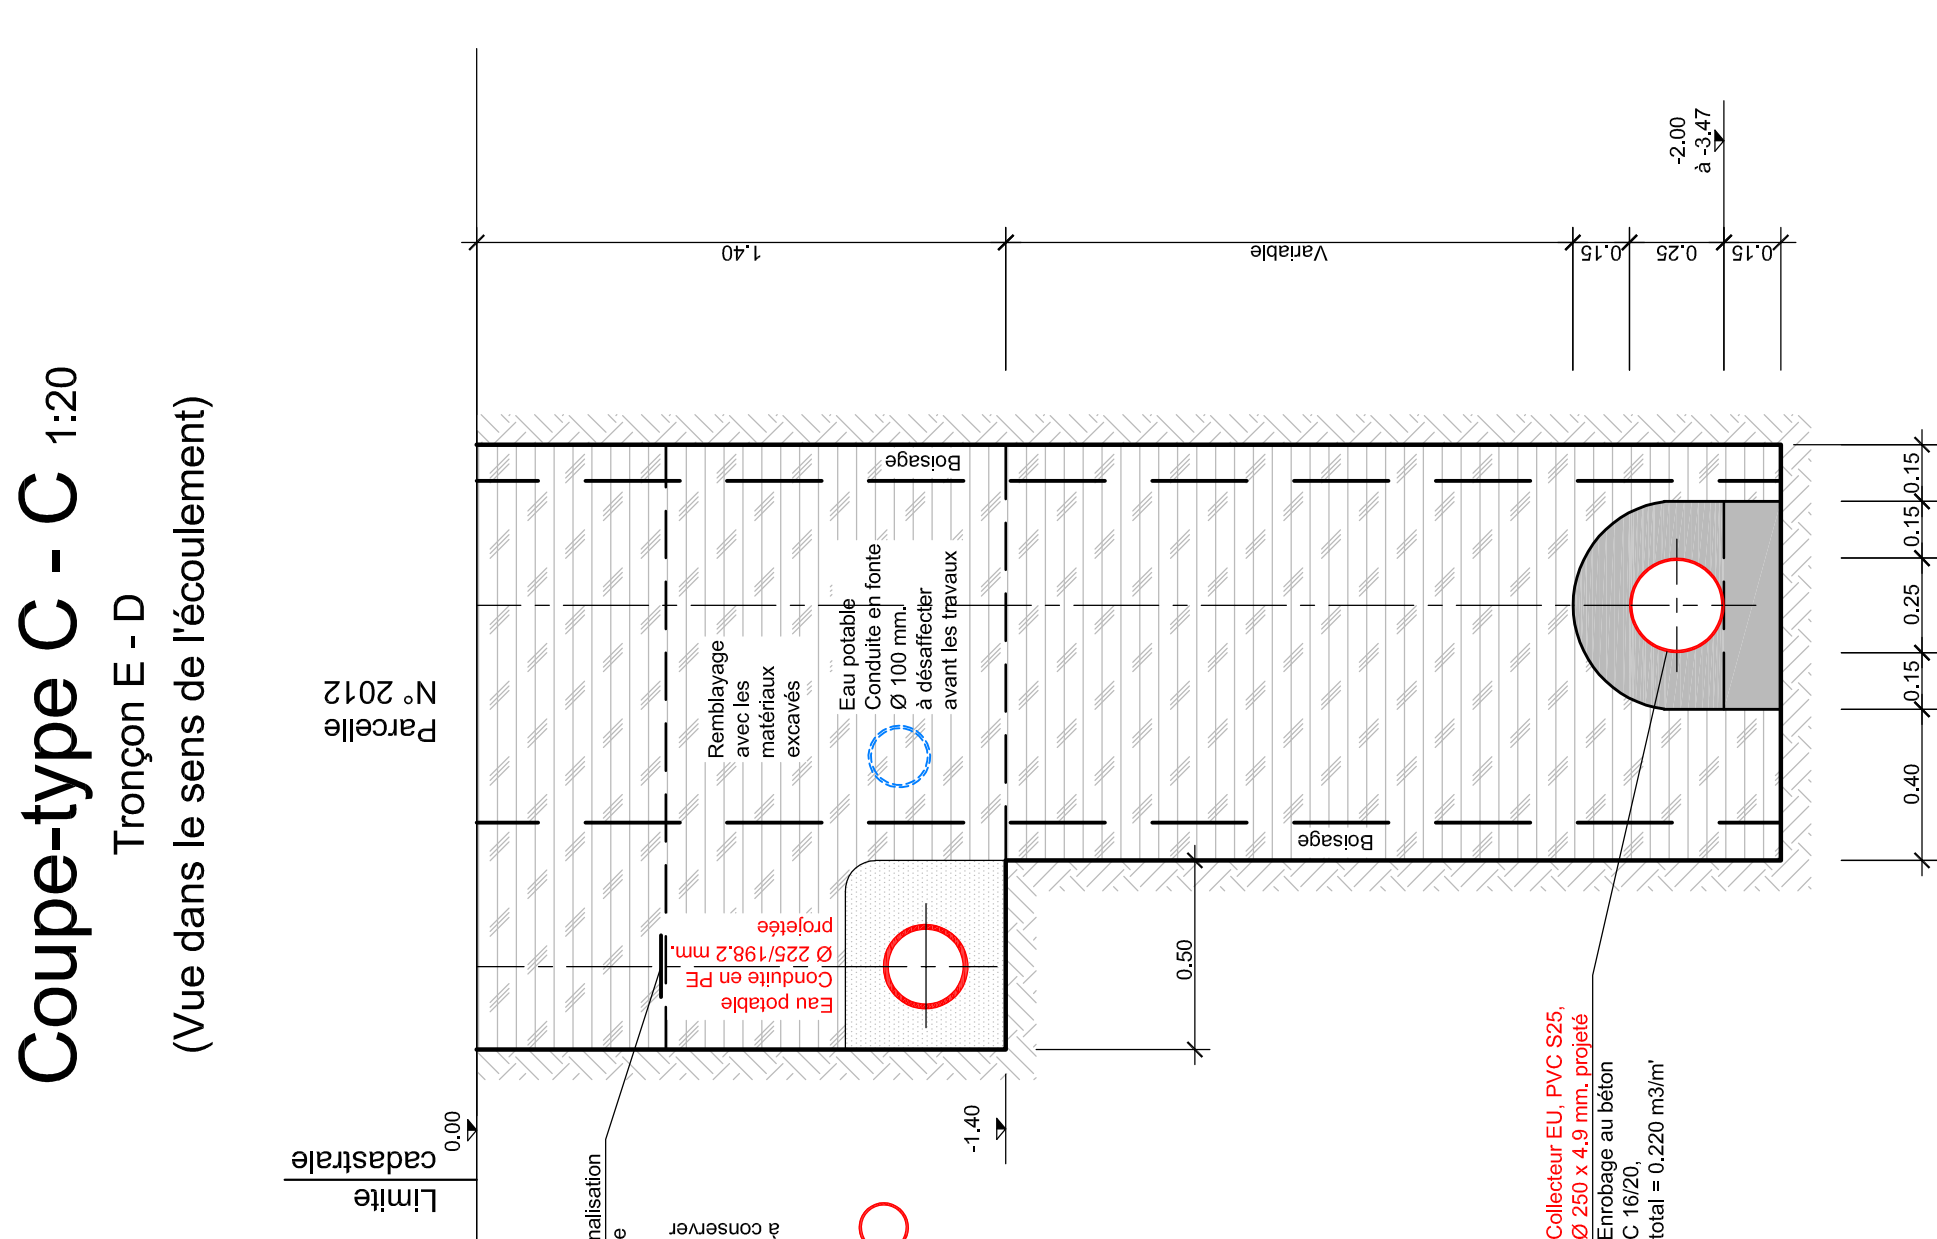 Coupe-type C - C 1:20
Tronçon E - D
(Vue dans le sens de l'écoulement)
Parcelle
N° 2012
Limite
cadastrale
0.00
-1.40
-2.00
à -3.47
1.40
Variable
0.15
0.25
0.15
Boisage
Remblayage
avec les
matériaux
excavés
Eau potable
Conduite en fonte
Ø 100 mm.
à désaffecter
avant les travaux
Boisage
Eau potable
Conduite en PE
Ø 225/198.2 mm.
projetée
0.15
0.15
0.25
0.15
0.40
0.50
Collecteur EU, PVC S25,
Ø 250 x 4.9 mm. projeté
Enrobage au béton
C 16/20,
total = 0.220 m3/m'
nalisation
e
à conserver